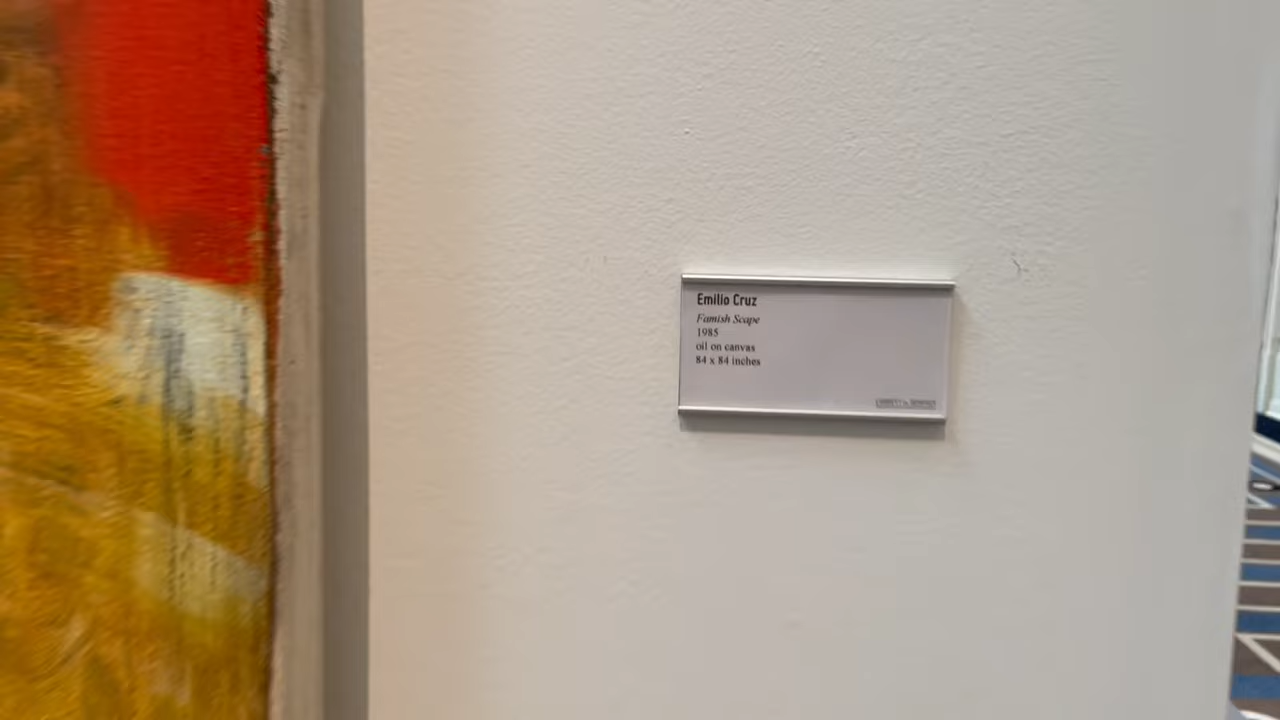 Emilio Cruz
Famish Scape
1985
oil on canvas
84 x 84 inches